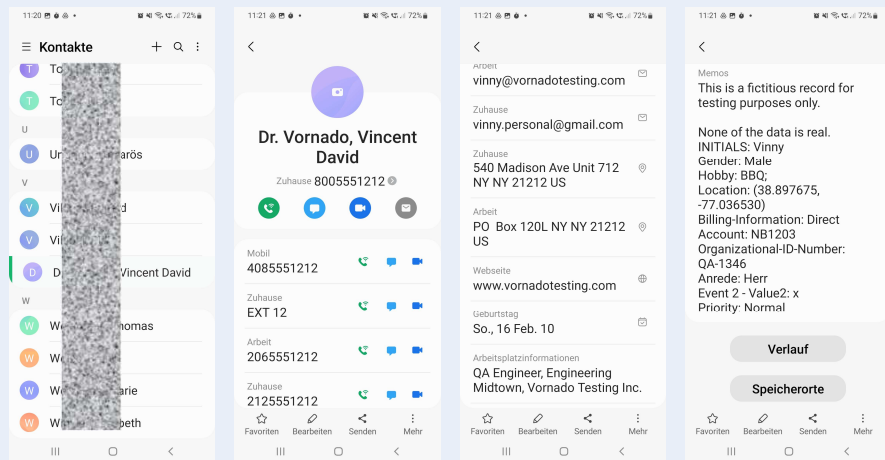 11:20
72%
Kontakte
T
To
T
To
U
U
arös
V
V
d
V
D
Vincent David
W
W
homas
W
W
arie
W
beth
11:21
72%
Dr. Vornado, Vincent
David
Zuhause 8005551212
Mobil
4085551212
Zuhause
EXT 12
Arbeit
2065551212
Zuhause
2125551212
Favoriten
Bearbeiten
Senden
Mehr
11:21
72%
Arbeit
vinny@vornadotesting.com
Zuhause
vinny.personal@gmail.com
Zuhause
540 Madison Ave Unit 712
NY NY 21212 US
Arbeit
PO Box 120L NY NY 21212
US
Webseite
www.vornadotesting.com
Geburtstag
So., 16 Feb. 10
Arbeitsplatzinformationen
QA Engineer, Engineering
Midtown, Vornado Testing Inc.
Favoriten
Bearbeiten
Senden
Mehr
11:21
72%
Memos
This is a fictitious record for
testing purposes only.
None of the data is real.
INITIALS: Vinny
Gender: Male
Hobby: BBQ;
Location: (38.897675,
-77.036530)
Billing-Information: Direct
Account: NB1203
Organizational-ID-Number:
QA-1346
Anrede: Herr
Event 2 - Value2: x
Priority: Normal
Verlauf
Speicherorte
Favoriten
Bearbeiten
Senden
Mehr